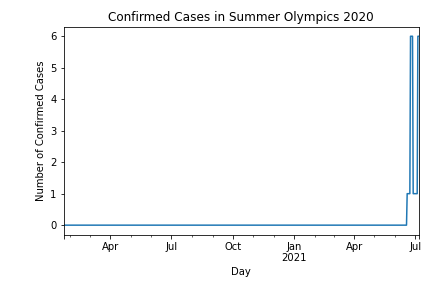 Confirmed Cases in Summer Olympics 2020
Number of Confirmed Cases
6
5
4
3
2
1
0
Apr
Jul
Oct
Jan
2021
Apr
Jul
Day